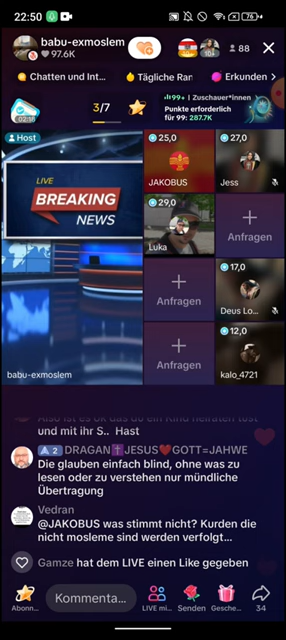 22:50
76
babu-exmoslem
97.6K
88
Chatten und Int...
Tägliche Ran
Erkunden
02:56
3/7
99+ | Zuschauer*innen
Punkte erforderlich
für 99: 287.7K
Host
LIVE
BREAKING
NEWS
babu-exmoslem
25,0
JAKOBUS
27,0
Jess
29,0
Luka
Anfragen
Anfragen
17,0
Deus Lo...
Anfragen
12,0
kalo_4721
und mit ihr S.. Hast
2 DRAGAN✝️JESUS❤️GOTT=JAHWE
Die glauben einfach blind, ohne was zu
lesen oder zu verstehen nur mündliche
Übertragung
Vedran
@JAKOBUS was stimmt nicht? Kurden die
nicht mosleme sind werden verfolgt...
Gamze hat dem LIVE einen Like gegeben
Abonn...
Kommenta...
LIVE mi...
Senden
Gesche...
34